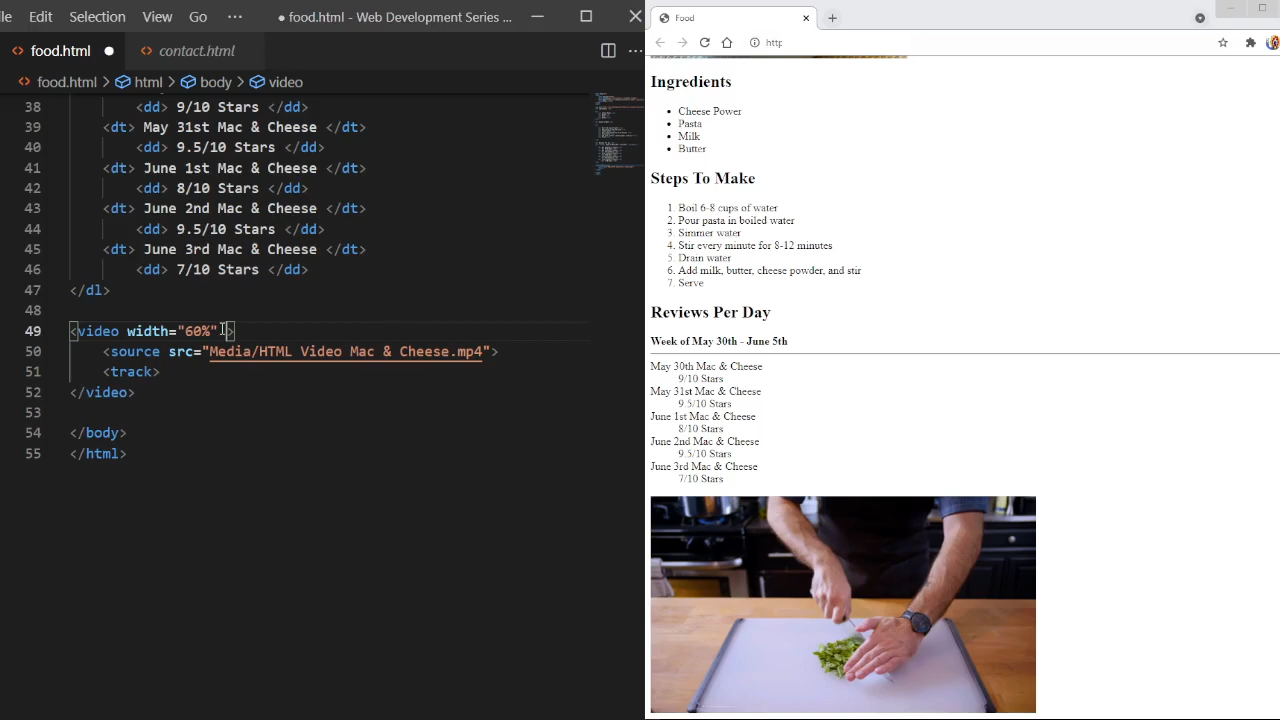 food.html - Web Development Series ...
food.html
contact.html
food.html > html > body > video
38 <dd> 9/10 Stars </dd>
39 <dt> May 31st Mac & Cheese </dt>
40 <dd> 9.5/10 Stars </dd>
41 <dt> June 1st Mac & Cheese </dt>
42 <dd> 8/10 Stars </dd>
43 <dt> June 2nd Mac & Cheese </dt>
44 <dd> 9.5/10 Stars </dd>
45 <dt> June 3rd Mac & Cheese </dt>
46 <dd> 7/10 Stars </dd>
47 </dl>
48
49 <video width="60%" >
50 <source src="Media/HTML Video Mac & Cheese.mp4">
51 <track>
52 </video>
53
54 </body>
55 </html>
Food
http
Ingredients
Cheese Power
Pasta
Milk
Butter
Steps To Make
1. Boil 6-8 cups of water
2. Pour pasta in boiled water
3. Simmer water
4. Stir every minute for 8-12 minutes
5. Drain water
6. Add milk, butter, cheese powder, and stir
7. Serve
Reviews Per Day
Week of May 30th - June 5th
May 30th Mac & Cheese
9/10 Stars
May 31st Mac & Cheese
9.5/10 Stars
June 1st Mac & Cheese
8/10 Stars
June 2nd Mac & Cheese
9.5/10 Stars
June 3rd Mac & Cheese
7/10 Stars